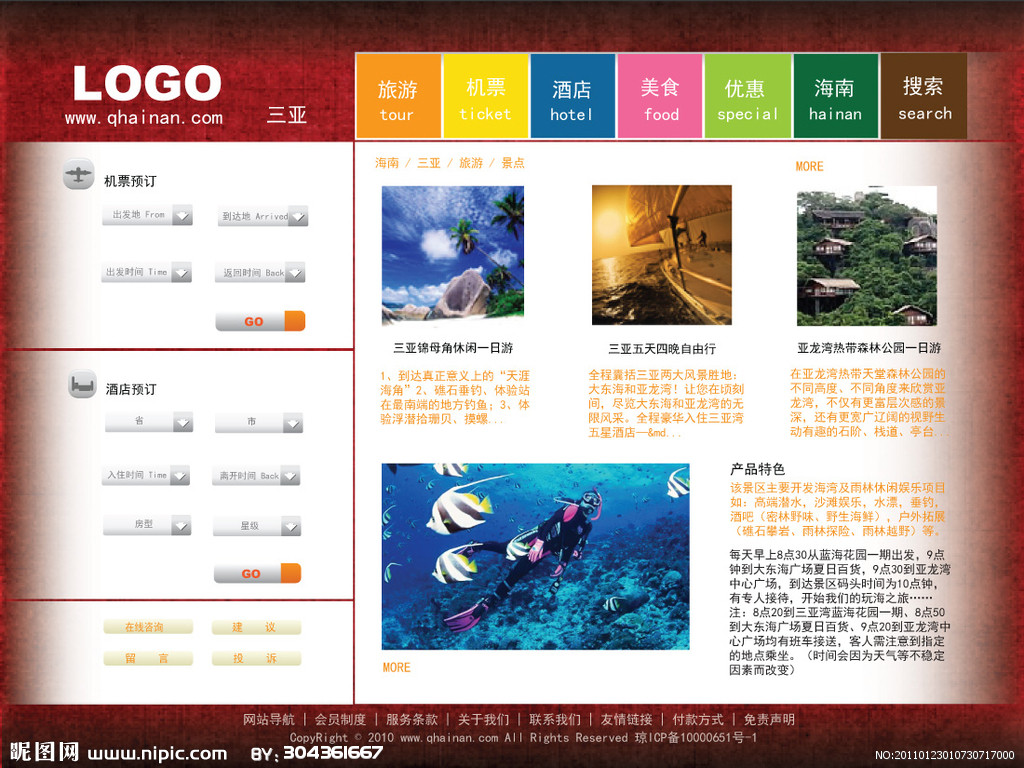 LOGO
www.qhainan.com
三亚
旅游
tour
机票
ticket
酒店
hotel
美食
food
优惠
special
海南
hainan
搜索
search
机票预订
出发地 From
到达地 Arrived
出发时间 Time
返回时间 Back
GO
酒店预订
省
市
入住时间 Time
离开时间 Back
房型
星级
GO
在线咨询
建 议
留 言
投 诉
海南 / 三亚 / 旅游 / 景点
MORE
三亚锦母角休闲一日游
1、到达真正意义上的“天涯
海角”2、礁石垂钓、体验站
在最南端的地方钓鱼；3、体
验浮潜拾珊贝、摸螺...
三亚五天四晚自由行
全程囊括三亚两大风景胜地：
大东海和亚龙湾！让您在顷刻
间，尽览大东海和亚龙湾的无
限风采。全程豪华入住三亚湾
五星酒店—&md...
亚龙湾热带森林公园一日游
在亚龙湾热带天堂森林公园的
不同高度、不同角度来欣赏亚
龙湾，不仅有更富层次感的景
深，还有更宽广辽阔的视野生
动有趣的石阶、栈道、亭台...
MORE
产品特色
该景区主要开发海湾及雨林休闲娱乐项目
如：高端潜水，沙滩娱乐，水漂，垂钓，
酒吧（密林野味、野生海鲜），户外拓展
（礁石攀岩、雨林探险、雨林越野）等。
每天早上8点30从蓝海花园一期出发，9点
钟到大东海广场夏日百货，9点30到亚龙湾
中心广场，到达景区码头时间为10点钟，
有专人接待，开始我们的玩海之旅……
注：8点20到三亚湾蓝海花园一期、8点50
到大东海广场夏日百货、9点20到亚龙湾中
心广场均有班车接送，客人需注意到指定
的地点乘坐。（时间会因为天气等不稳定
因素而改变）
网站导航 | 会员制度 | 服务条款 | 关于我们 | 联系我们 | 友情链接 | 付款方式 | 免责声明
CopyRight © 2010 www.qhainan.com All Rights Reserved 琼ICP备10000651号-1
昵图网 www.nipic.com BY: 304361667
NO:20110123010730717000